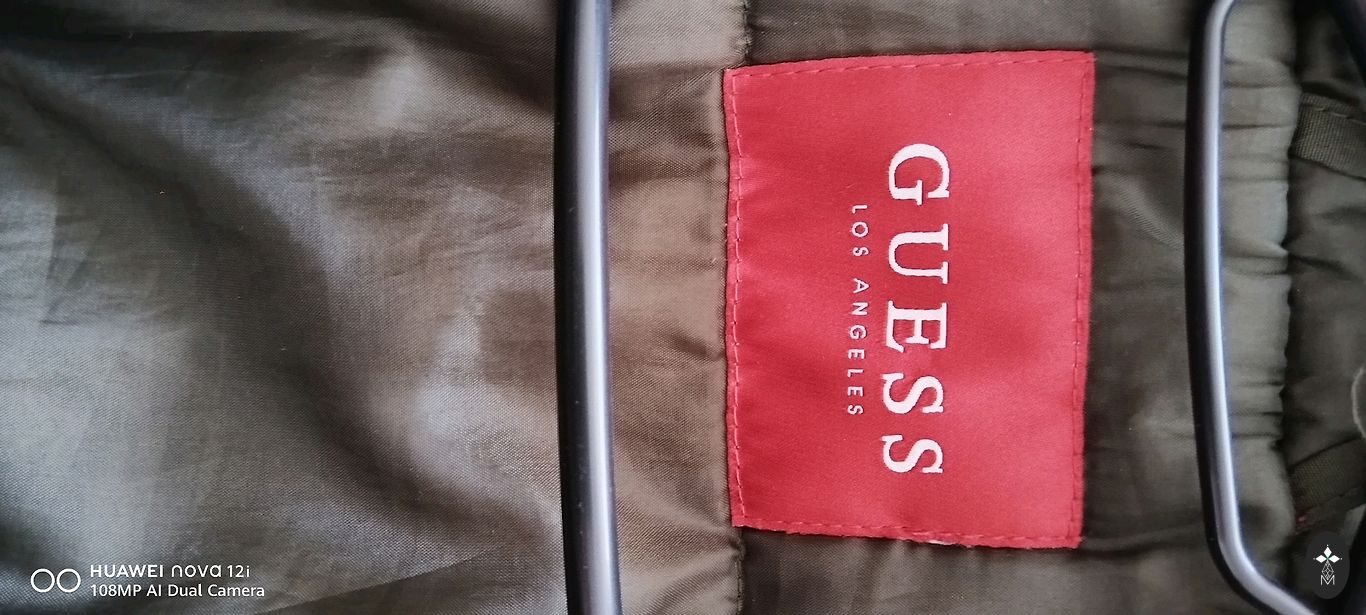 GUESS
LOS ANGELES
HUAWEI nova 12i
108MP AI Dual Camera
M